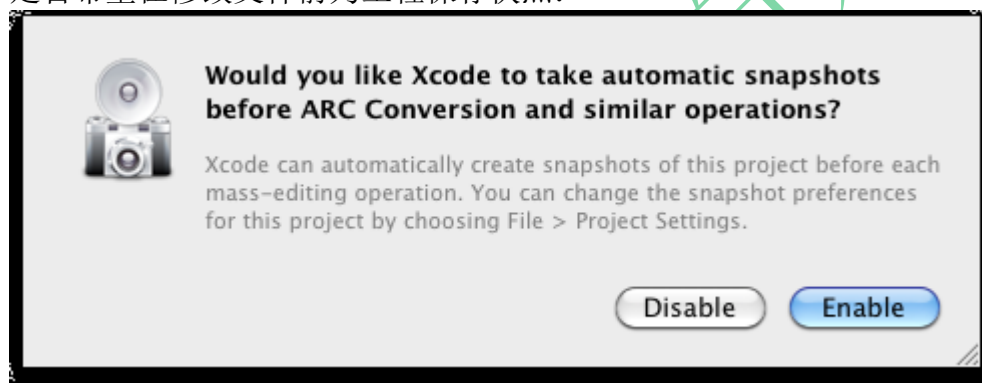 Would you like Xcode to take automatic snapshots
before ARC Conversion and similar operations?
Xcode can automatically create snapshots of this project before each
mass-editing operation. You can change the snapshot preferences
for this project by choosing File > Project Settings.
Disable Enable